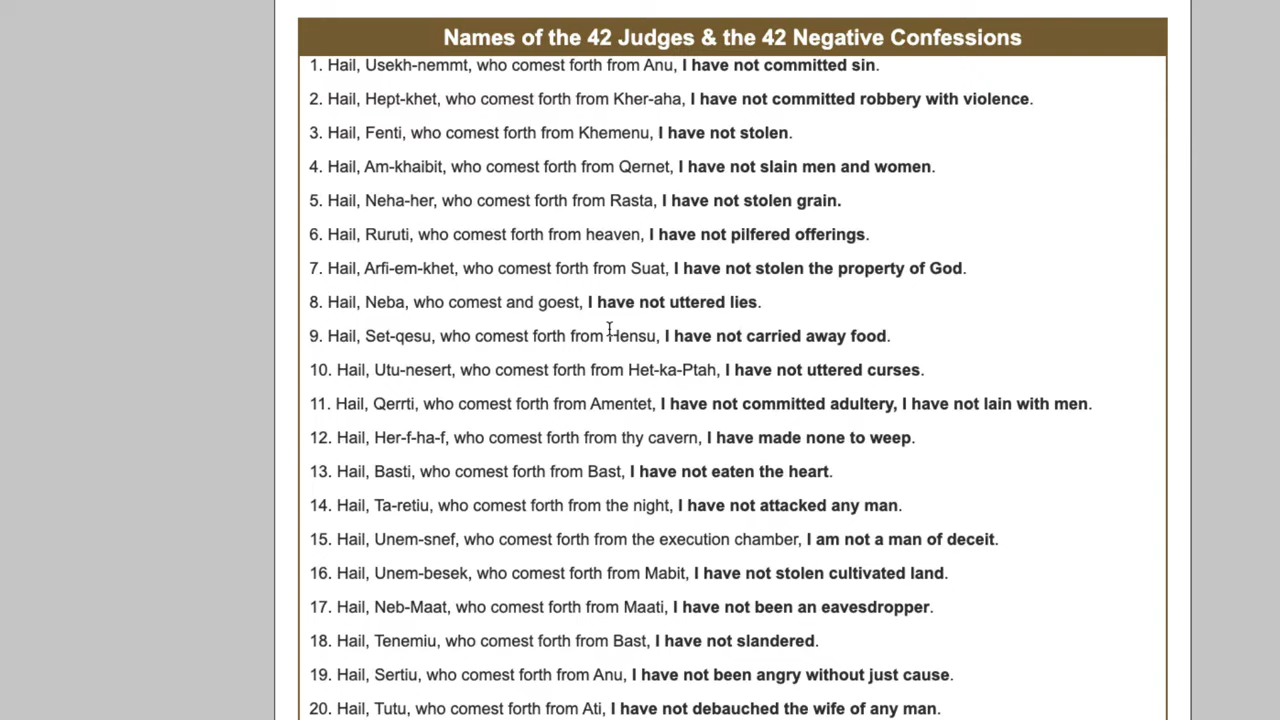 Names of the 42 Judges & the 42 Negative Confessions
1. Hail, Usekh-nemmt, who comest forth from Anu, I have not committed sin.
2. Hail, Hept-khet, who comest forth from Kher-aha, I have not committed robbery with violence.
3. Hail, Fenti, who comest forth from Khemenu, I have not stolen.
4. Hail, Am-khaibit, who comest forth from Qernet, I have not slain men and women.
5. Hail, Neha-her, who comest forth from Rasta, I have not stolen grain.
6. Hail, Ruruti, who comest forth from heaven, I have not pilfered offerings.
7. Hail, Arfi-em-khet, who comest forth from Suat, I have not stolen the property of God.
8. Hail, Neba, who comest and goest, I have not uttered lies.
9. Hail, Set-qesu, who comest forth from Hensu, I have not carried away food.
10. Hail, Utu-nesert, who comest forth from Het-ka-Ptah, I have not uttered curses.
11. Hail, Qerrti, who comest forth from Amentet, I have not committed adultery, I have not lain with men.
12. Hail, Her-f-ha-f, who comest forth from thy cavern, I have made none to weep.
13. Hail, Basti, who comest forth from Bast, I have not eaten the heart.
14. Hail, Ta-retiu, who comest forth from the night, I have not attacked any man.
15. Hail, Unem-snef, who comest forth from the execution chamber, I am not a man of deceit.
16. Hail, Unem-besek, who comest forth from Mabit, I have not stolen cultivated land.
17. Hail, Neb-Maat, who comest forth from Maati, I have not been an eavesdropper.
18. Hail, Tenemiu, who comest forth from Bast, I have not slandered.
19. Hail, Sertiu, who comest forth from Anu, I have not been angry without just cause.
20. Hail, Tutu, who comest forth from Ati, I have not debauched the wife of any man.